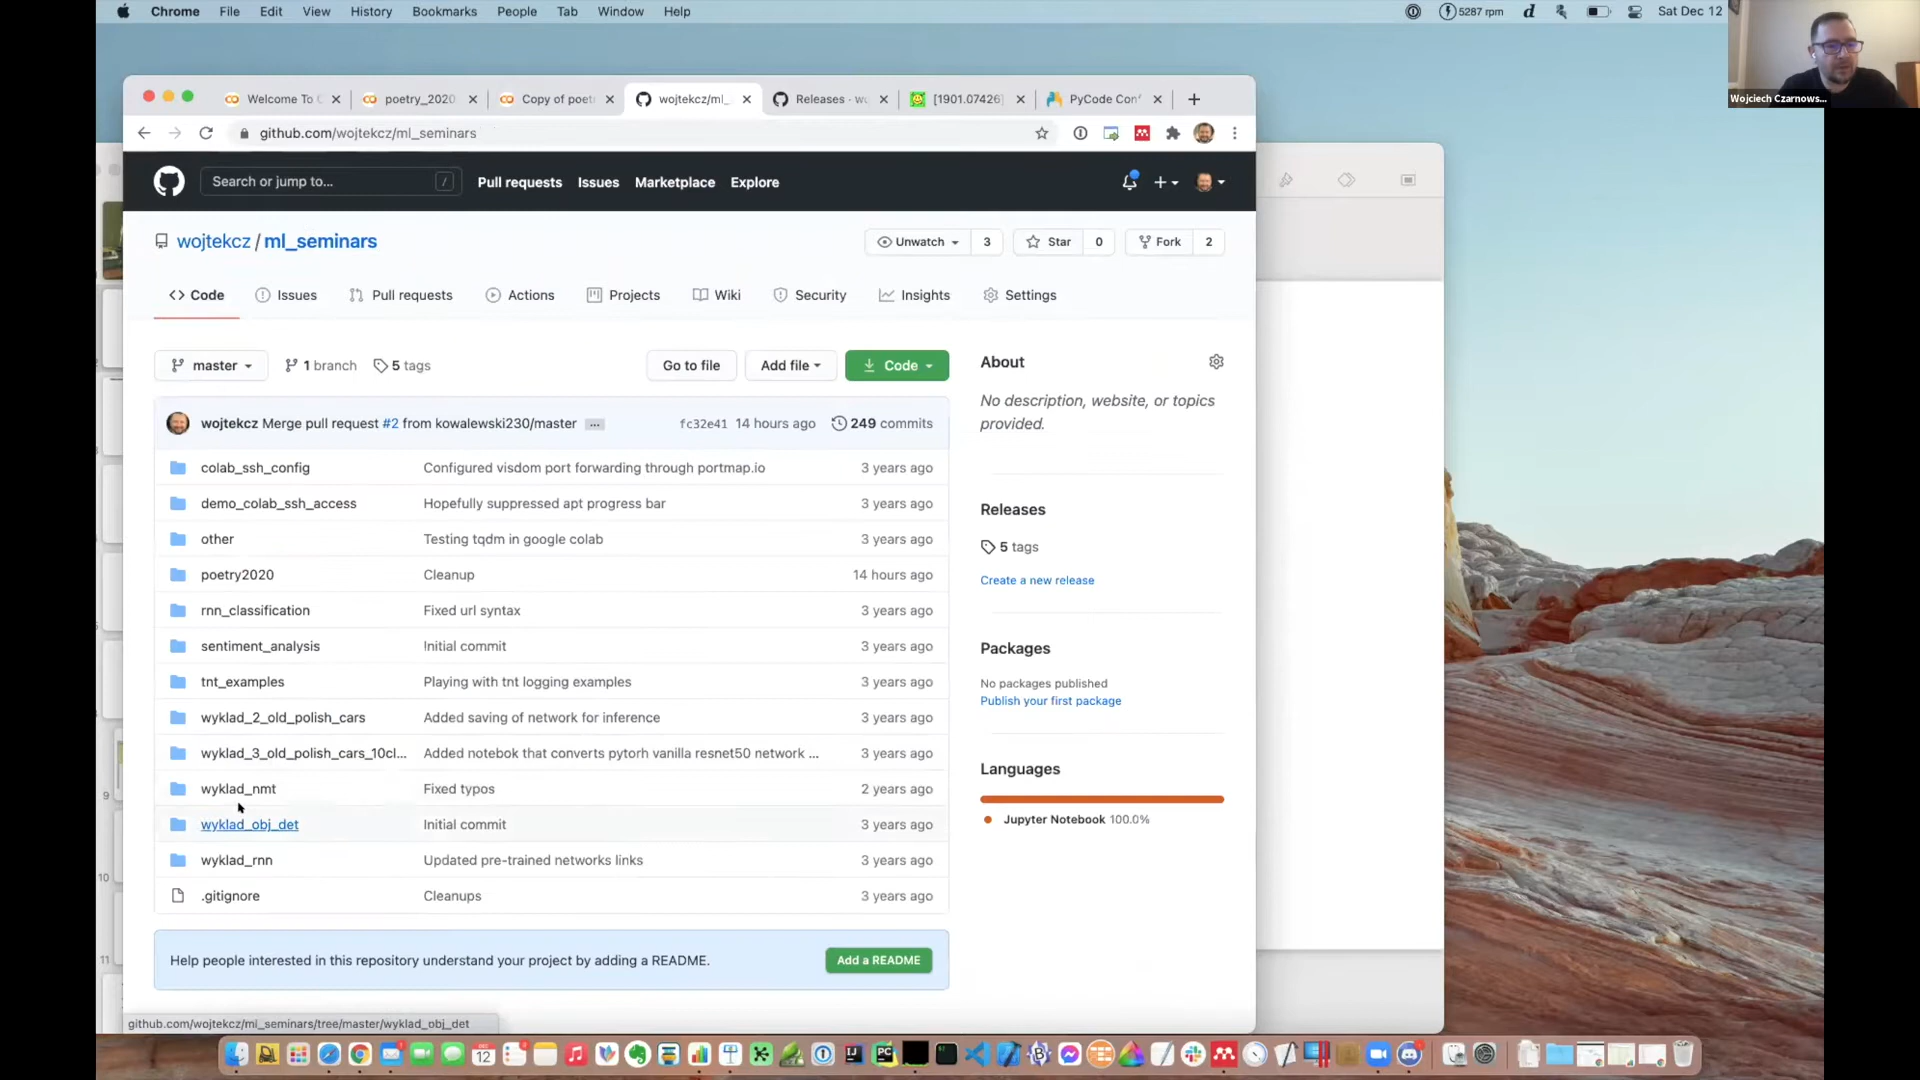 Chrome File Edit View History Bookmarks People Tab Window Help
5287 rpm Sat Dec 12
Wojciech Czarnows...
Welcome To C
poetry_2020
Copy of poet
wojtekcz/ml_
Releases · w
[1901.07426]
PyCode Conf
github.com/wojtekcz/ml_seminars
Search or jump to... /
Pull requests Issues Marketplace Explore
wojtekcz / ml_seminars
Unwatch 3
Star 0
Fork 2
Code Issues Pull requests Actions Projects Wiki Security Insights Settings
master 1 branch 5 tags
Go to file Add file Code
wojtekcz Merge pull request #2 from kowalewski230/master ... fc32e41 14 hours ago 249 commits
colab_ssh_config Configured visdom port forwarding through portmap.io 3 years ago
demo_colab_ssh_access Hopefully suppressed apt progress bar 3 years ago
other Testing tqdm in google colab 3 years ago
poetry2020 Cleanup 14 hours ago
rnn_classification Fixed url syntax 3 years ago
sentiment_analysis Initial commit 3 years ago
tnt_examples Playing with tnt logging examples 3 years ago
wyklad_2_old_polish_cars Added saving of network for inference 3 years ago
wyklad_3_old_polish_cars_10cl... Added notebok that converts pytorh vanilla resnet50 network ... 3 years ago
wyklad_nmt Fixed typos 2 years ago
wyklad_obj_det Initial commit 3 years ago
wyklad_rnn Updated pre-trained networks links 3 years ago
.gitignore Cleanups 3 years ago
Help people interested in this repository understand your project by adding a README. Add a README
About
No description, website, or topics
provided.
Releases
5 tags
Create a new release
Packages
No packages published
Publish your first package
Languages
Jupyter Notebook 100.0%
9
10
11
github.com/wojtekcz/ml_seminars/tree/master/wyklad_obj_det
12